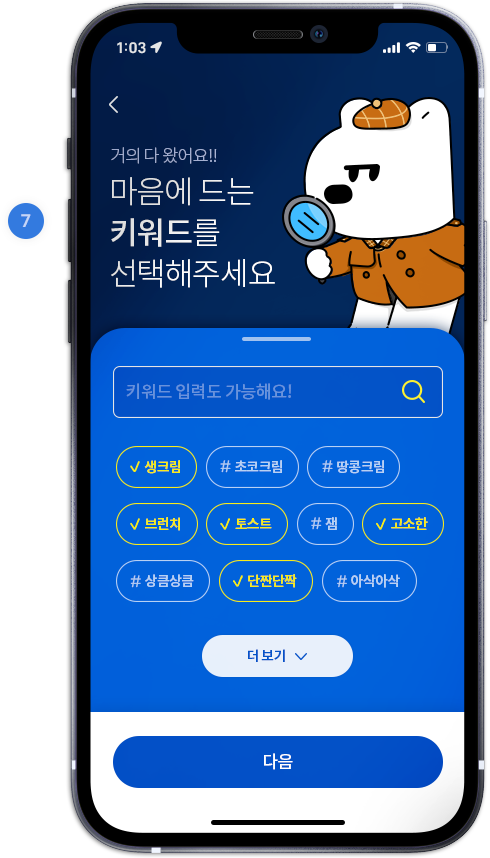 1:03
7
거의 다 왔어요!!
마음에 드는
키워드를
선택해주세요
키워드 입력도 가능해요!
✓ 생크림 # 초코크림 # 땅콩크림
✓ 브런치 ✓ 토스트 # 잼 ✓ 고소한
# 상큼상큼 ✓ 단짠단짝 # 아삭아삭
더 보기
다음